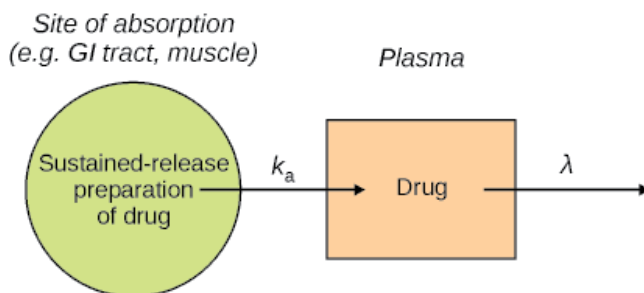 Site of absorption
(e.g. GI tract, muscle)
Plasma
Sustained-release
preparation
of drug
kₐ
Drug
λ